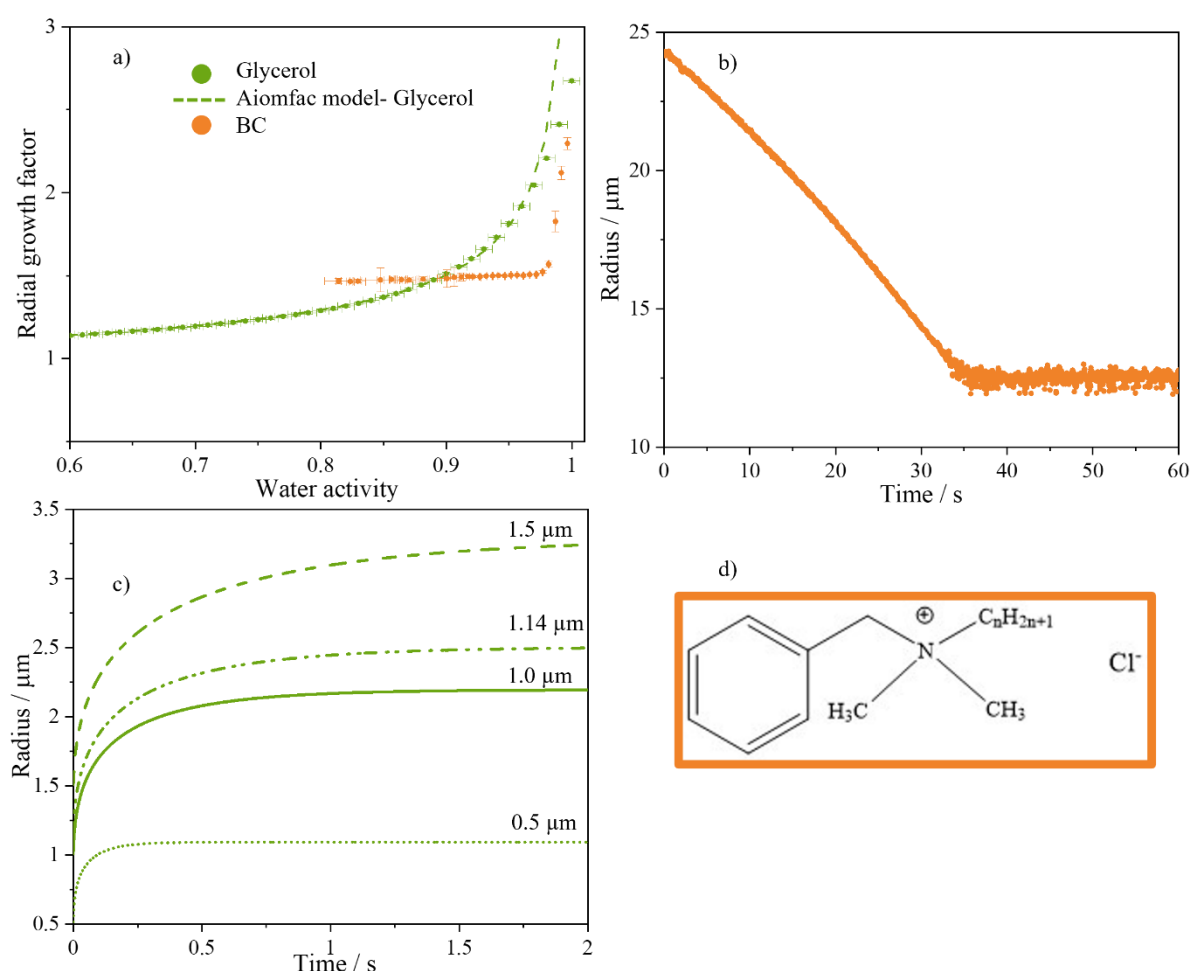 a)
Glycerol
Aiomfac model- Glycerol
BC
Radial growth factor
3
2
1
0.6 0.7 0.8 0.9 1
Water activity
b)
Radius / µm
25
20
15
10
0 10 20 30 40 50 60
Time / s
c)
Radius / µm
3.5
3
2.5
2
1.5
1
0.5
1.5 µm
1.14 µm
1.0 µm
0.5 µm
0 0.5 1 1.5 2
Time / s
d)
⊕
CnH2n+1
N
Cl-
H3C
CH3